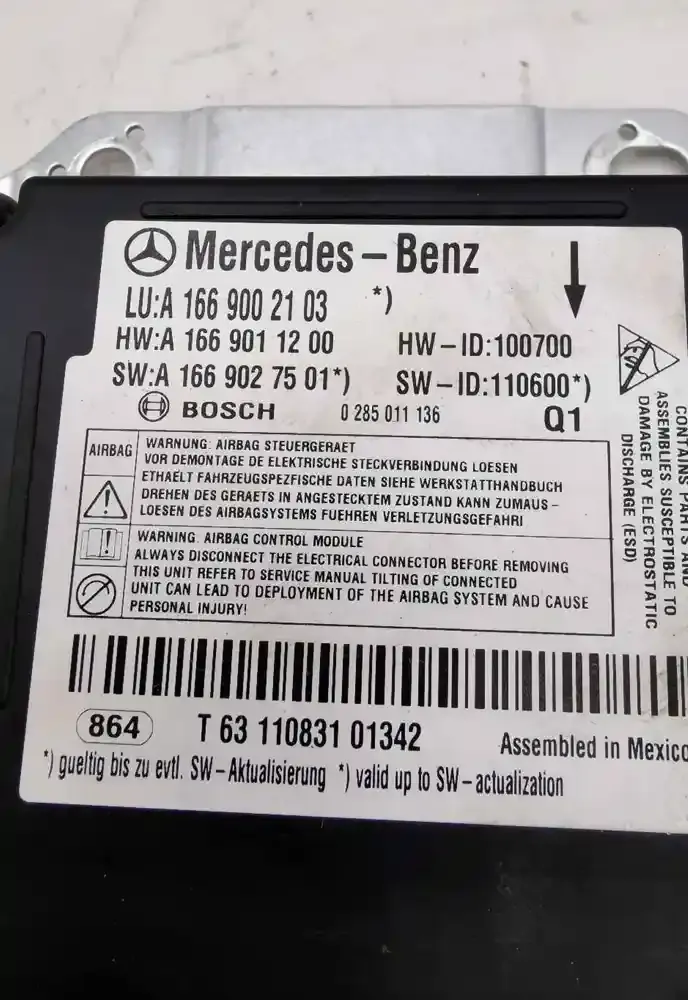 Mercedes-Benz
LU:A 166 900 21 03 *)
HW:A 166 901 12 00 HW-ID:100700
SW:A 166 902 75 01*) SW-ID:110600*)
BOSCH 0 285 011 136 Q1
AIRBAG
WARNUNG: AIRBAG STEUERGERAET
VOR DEMONTAGE DE ELEKTRISCHE STECKVERBINDUNG LOESEN
ETHAELT FAHRZEUGSPEZFISCHE DATEN SIEHE WERKSTATTHANDBUCH
DREHEN DES GERAETS IN ANGESTECKTEM ZUSTAND KANN ZUMAUS-
LOESEN DES AIRBAGSYSTEMS FUEHREN VERLETZUNGSGEFAHRI
WARNING: AIRBAG CONTROL MODULE
ALWAYS DISCONNECT THE ELECTRICAL CONNECTOR BEFORE REMOVING
THIS UNIT REFER TO SERVICE MANUAL TILTING OF CONNECTED
UNIT CAN LEAD TO DEPLOYMENT OF THE AIRBAG SYSTEM AND CAUSE
PERSONAL INJURY!
CONTAINS PARTS AND
ASSEMBLIES SUSCEPTIBLE TO
DAMAGE BY ELECTROSTATIC
DISCHARGE (ESD)
864 T 63 110831 01342 Assembled in Mexico
*) gueltig bis zu evtl. SW-Aktualisierung *) valid up to SW-actualization